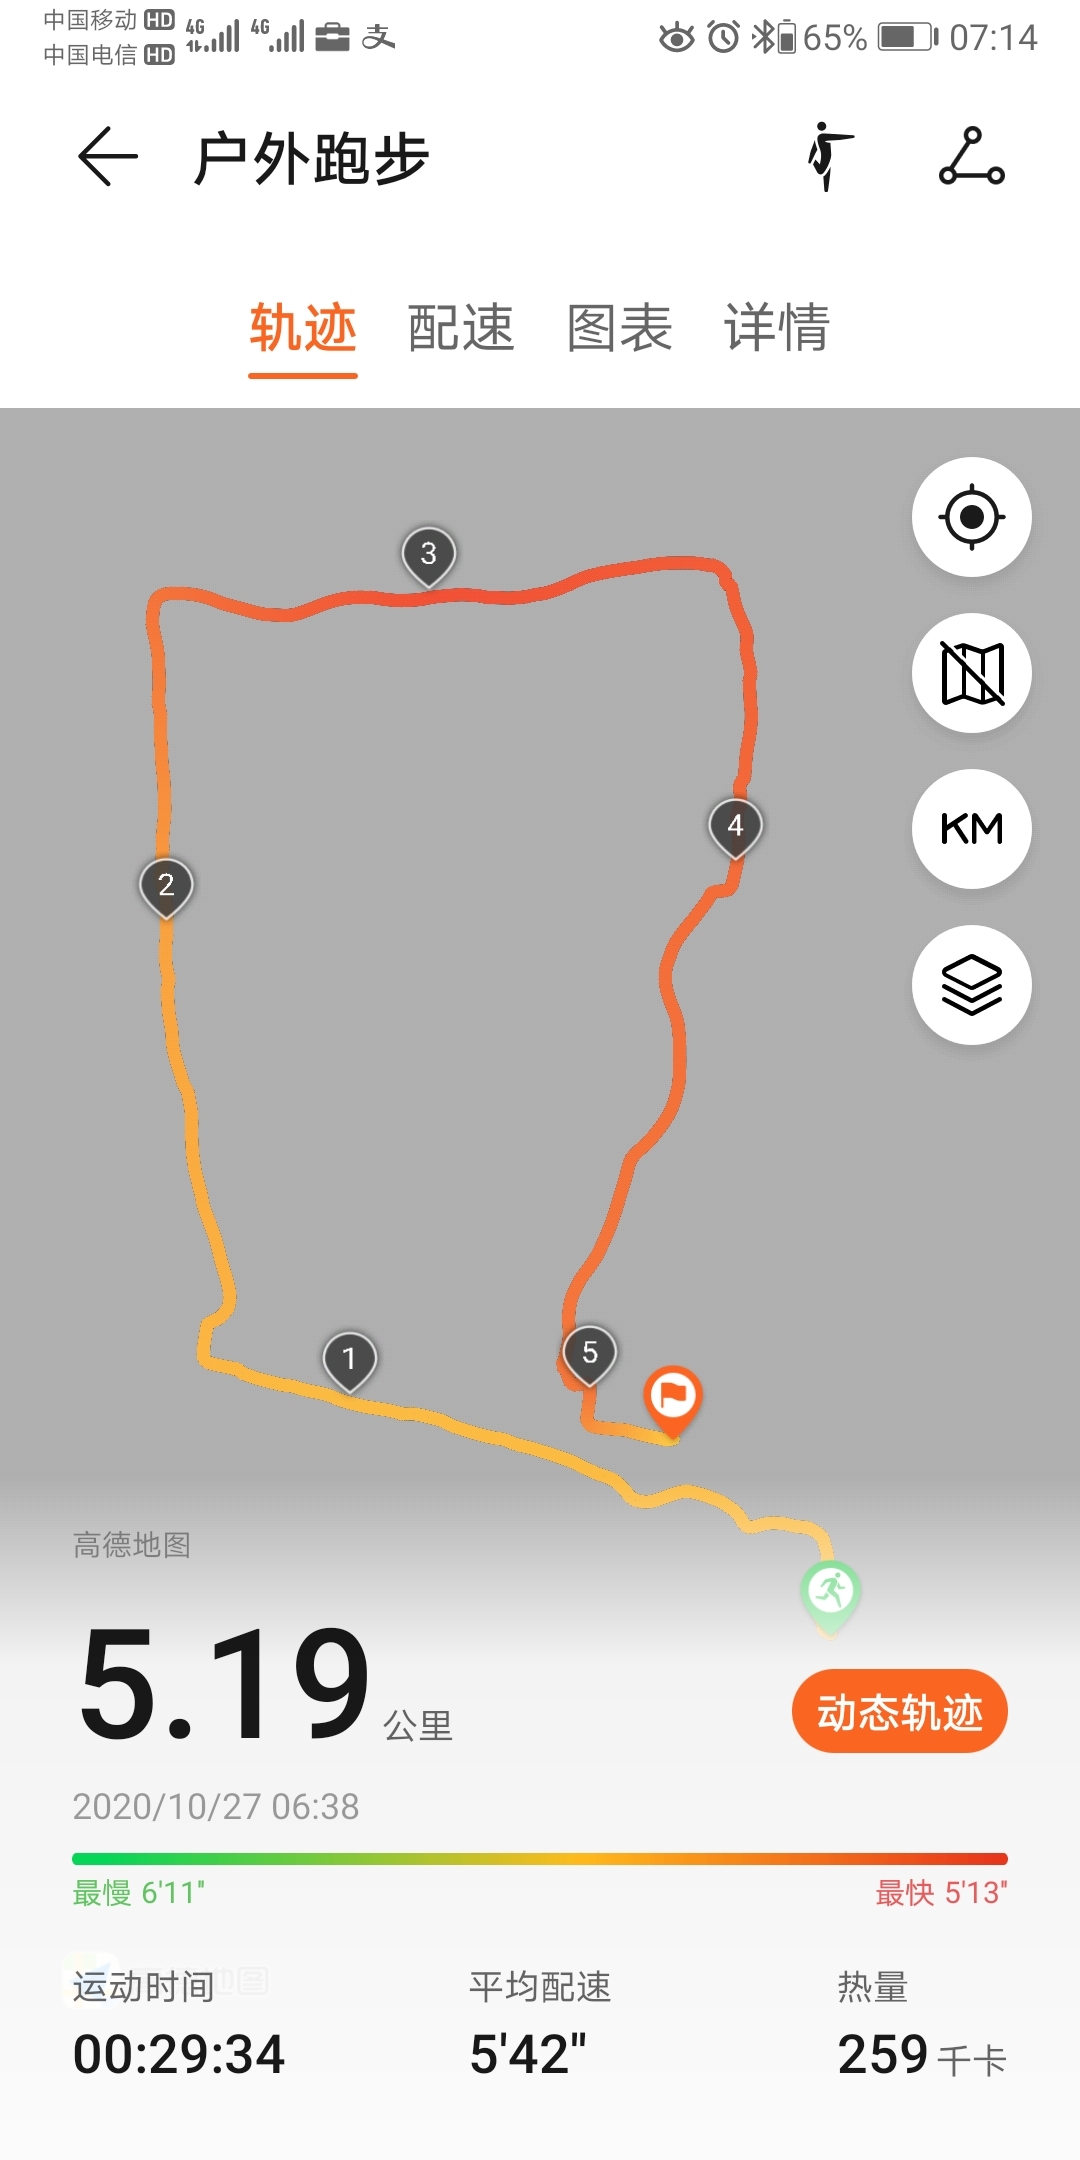 中国移动 HD 4G 4G 65% 07:14
中国电信 HD
户外跑步
轨迹 配速 图表 详情
3
KM
4
2
1
5
高德地图
5.19 公里
动态轨迹
2020/10/27 06:38
最慢 6'11" 最快 5'13"
运动时间 平均配速 热量
00:29:34 5'42" 259 千卡